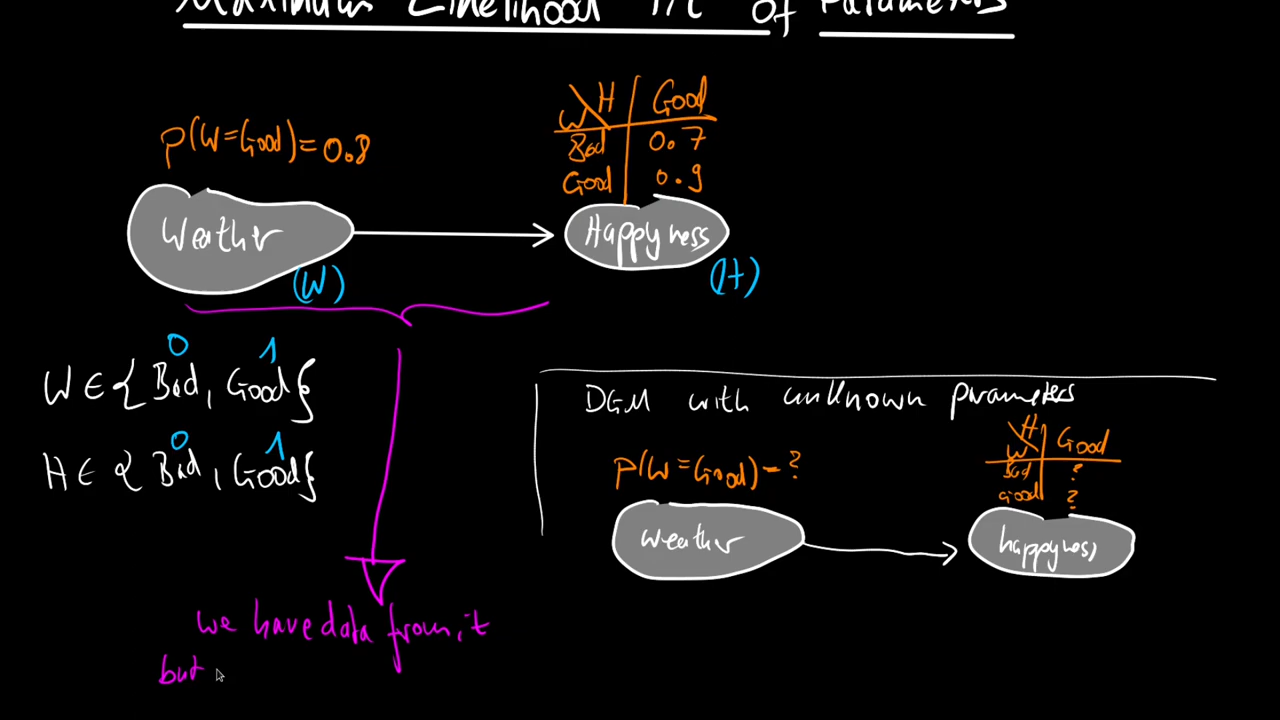 Maximum Likelihood of Parameters
P(W=Good)=0.8
W H Good
Bad 0.7
Good 0.9
Weather
(W)
Happyness
(H)
0 1
W ∈ { Bad, Good }
0 1
H ∈ { Bad, Good }
we have data from it
but
DGM with unknown parameters
P(W=Good)=?
W H Good
Bad ?
Good ?
weather
happyness